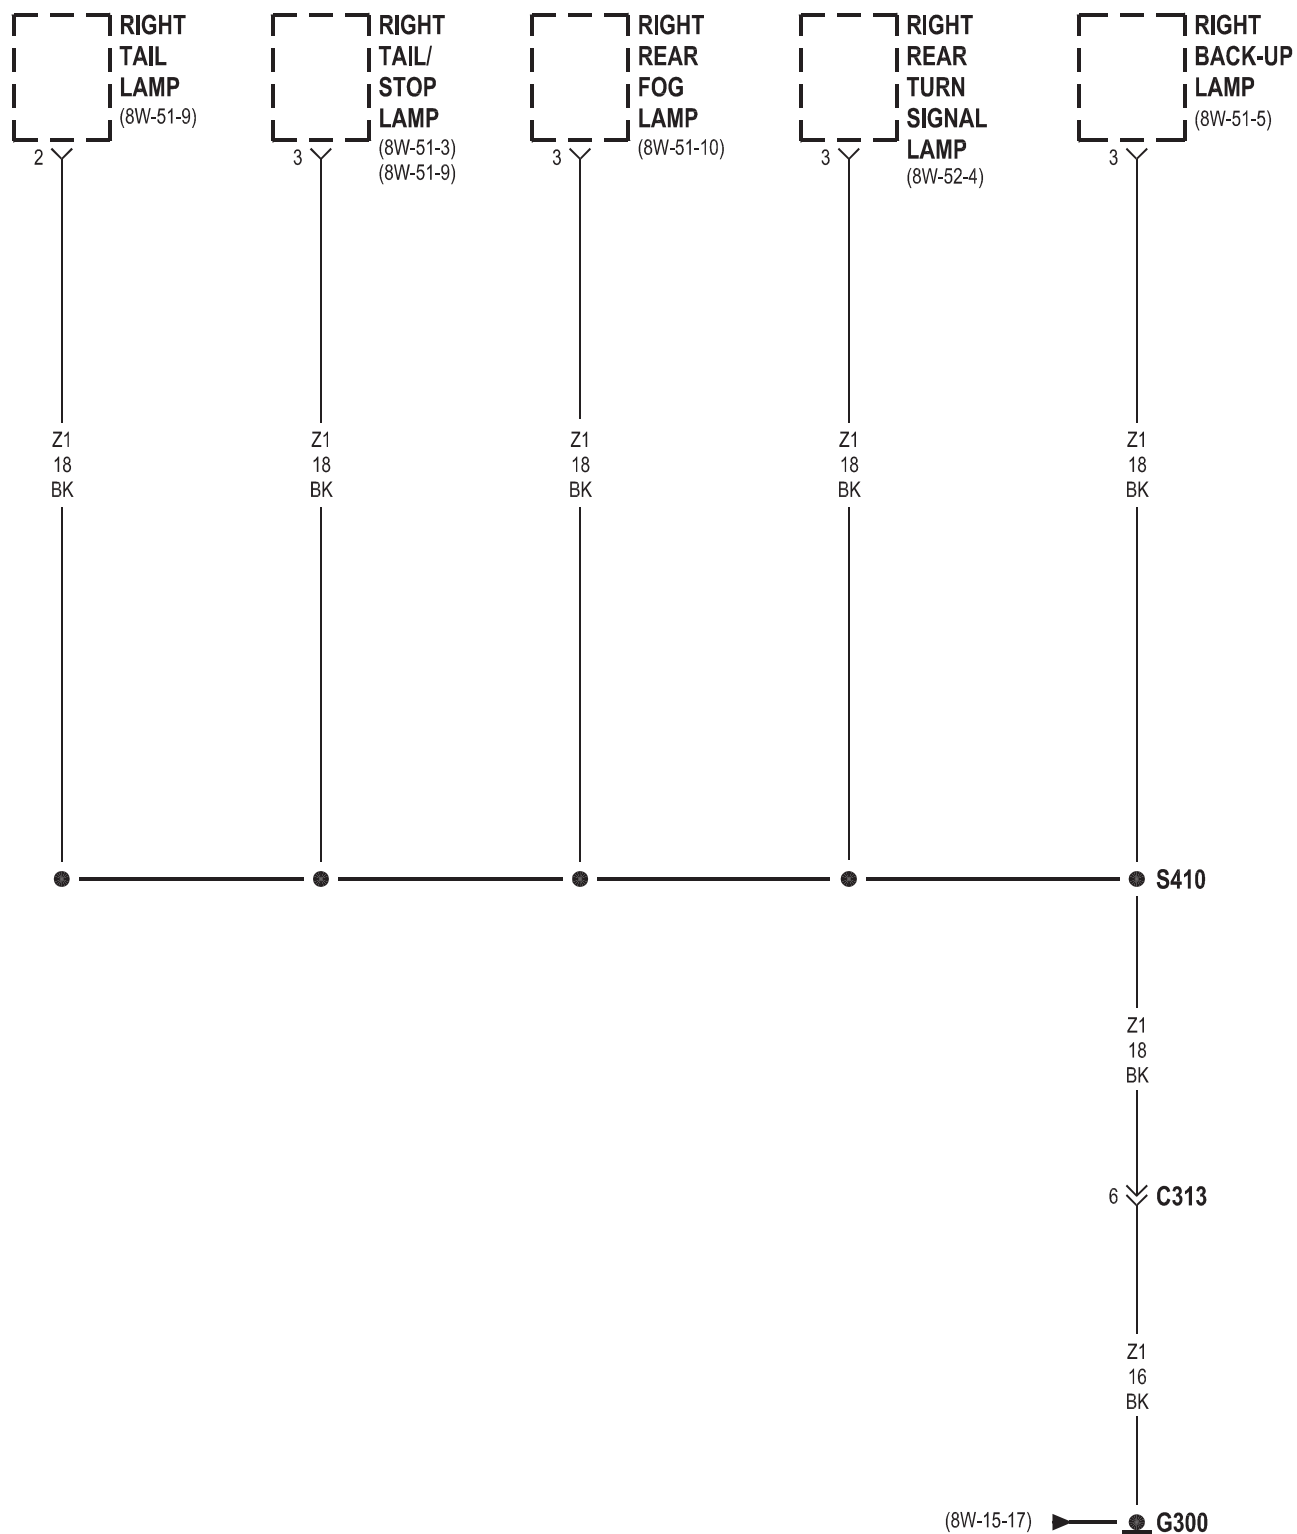 RIGHT
TAIL
LAMP
(8W-51-9)
2
RIGHT
TAIL/
STOP
LAMP
(8W-51-3)
(8W-51-9)
3
RIGHT
REAR
FOG
LAMP
(8W-51-10)
3
RIGHT
REAR
TURN
SIGNAL
LAMP
(8W-52-4)
3
RIGHT
BACK-UP
LAMP
(8W-51-5)
3
Z1
18
BK
Z1
18
BK
Z1
18
BK
Z1
18
BK
Z1
18
BK
S410
Z1
18
BK
6 C313
Z1
16
BK
(8W-15-17) G300